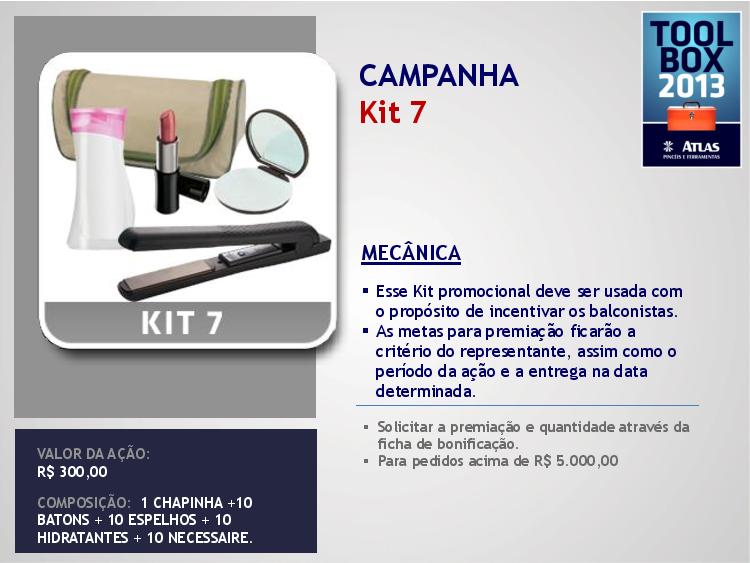 CAMPANHA
Kit 7
TOOL
BOX
2013
ATLAS
PINCÉIS E FERRAMENTAS
KIT 7
MECÂNICA
▪ Esse Kit promocional deve ser usada com
o propósito de incentivar os balconistas.
▪ As metas para premiação ficarão a
critério do representante, assim como o
período da ação e a entrega na data
determinada.
▪ Solicitar a premiação e quantidade através da
ficha de bonificação.
▪ Para pedidos acima de R$ 5.000,00
VALOR DA AÇÃO:
R$ 300,00
COMPOSIÇÃO: 1 CHAPINHA +10
BATONS + 10 ESPELHOS + 10
HIDRATANTES + 10 NECESSAIRE.